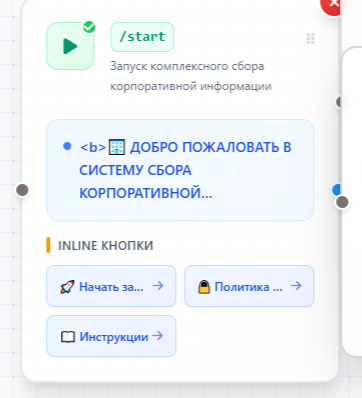 /start
Запуск комплексного сбора
корпоративной информации
<b>🏢 ДОБРО ПОЖАЛОВАТЬ В
СИСТЕМУ СБОРА
КОРПОРАТИВНОЙ...
INLINE КНОПКИ
🚀 Начать за... →
🔒 Политика ... →
📖 Инструкции →